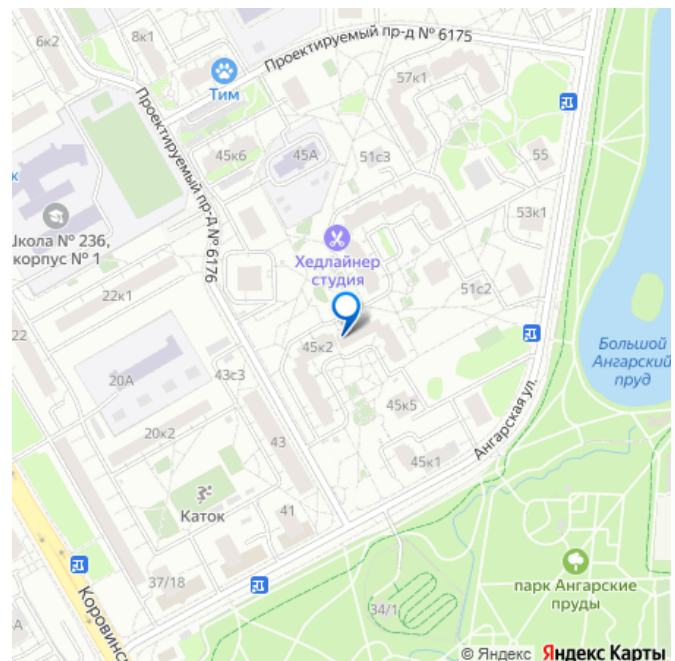 6к2
8к1
Проектируемый пр-д № 6175
57к1
Тим
Проектируемый пр-д № 6176
45к6
45А
51с3
55
53к1
к
Школа № 236,
корпус № 1
Хедлайнер
студия
22к1
51с2
22
45к2
Большой
Ангарский
пруд
20А
43с3
45к5
Ангарская ул.
20к2
43
45к1
Каток
41
37/18
Коровинс
парк Ангарские
пруды
34/1
А
© Яндекс Яндекс Карты